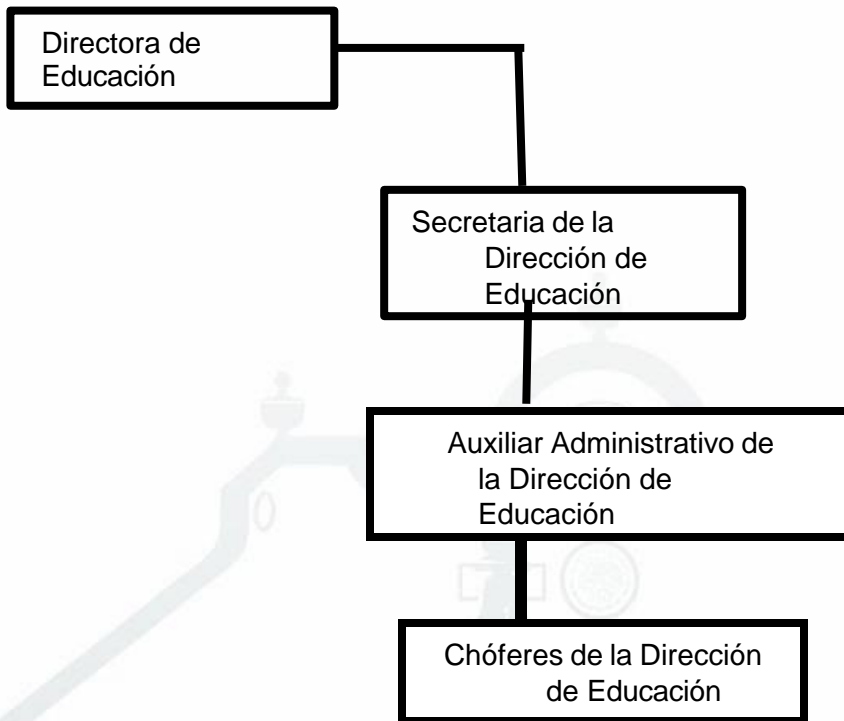 Directora de
Educación
Secretaria de la
Dirección de
Educación
Auxiliar Administrativo de
la Dirección de
Educación
Chóferes de la Dirección
de Educación